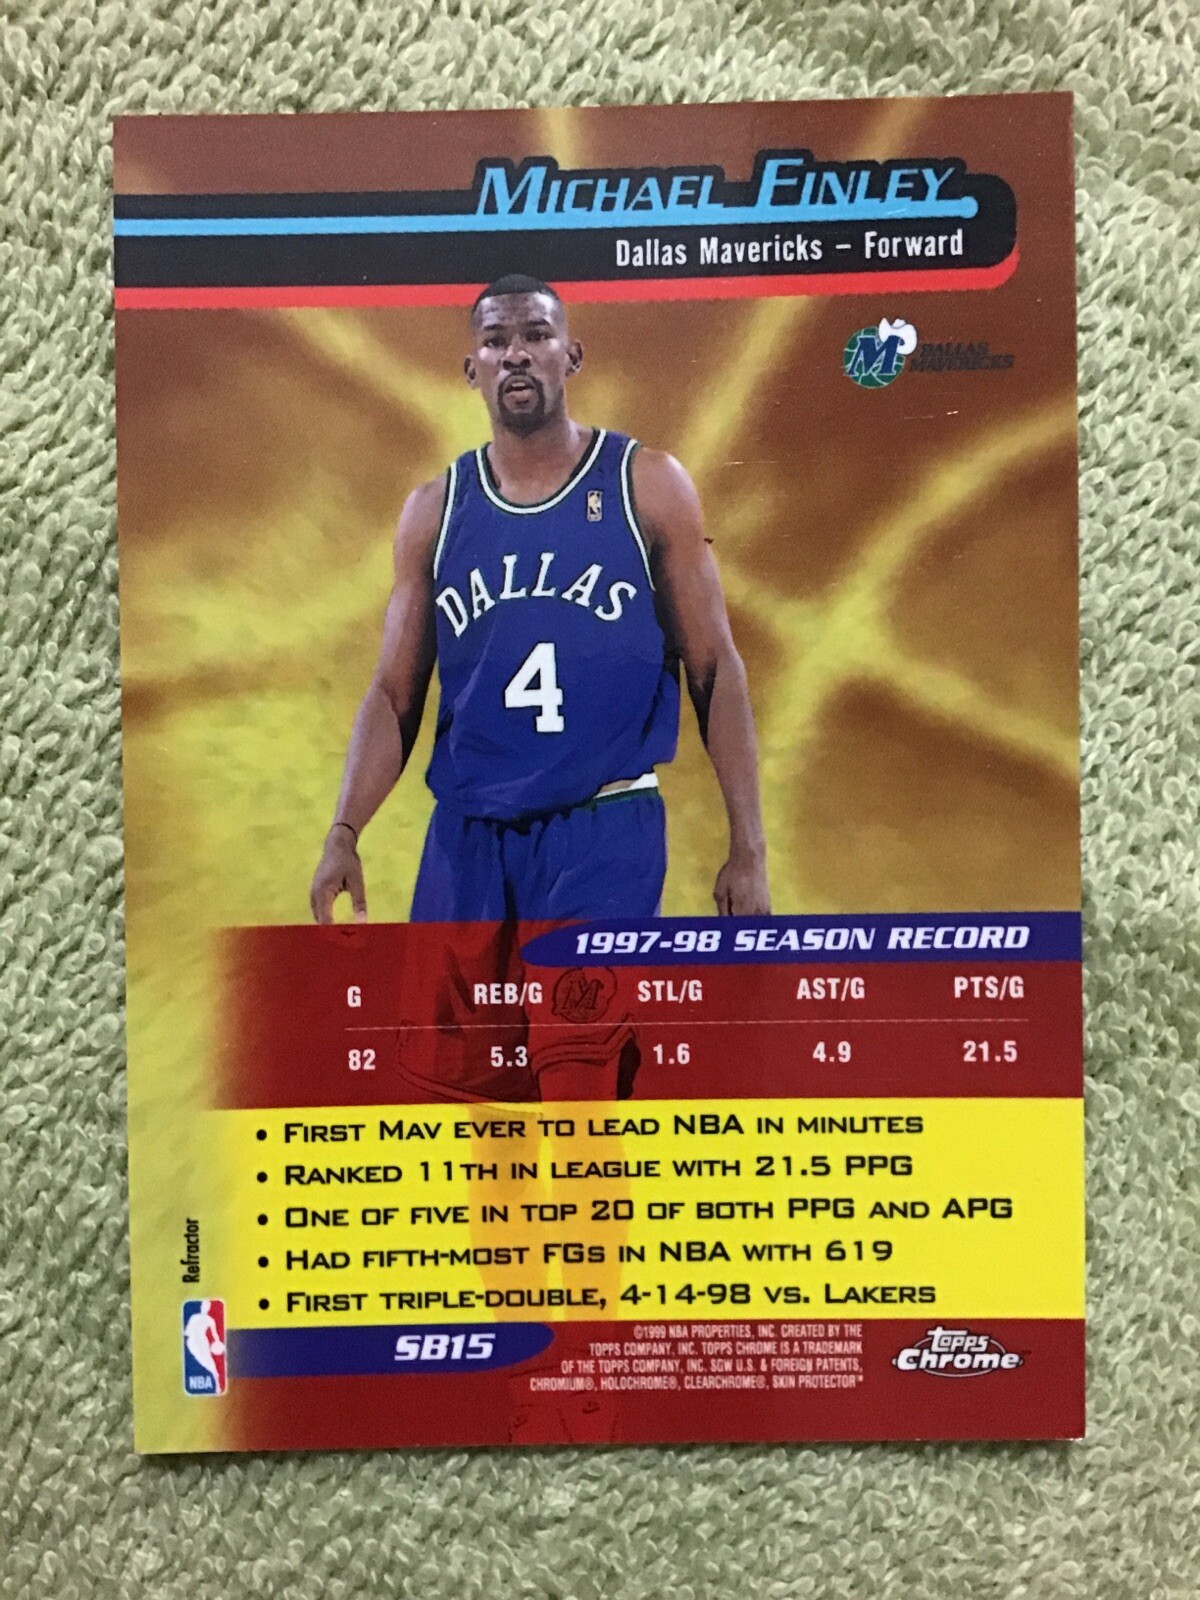 MICHAEL FINLEY
Dallas Mavericks – Forward
M DALLAS
MAVERICKS
DALLAS
4
1997-98 SEASON RECORD
G REB/G STL/G AST/G PTS/G
M
82 5.3 1.6 4.9 21.5
• FIRST MAV EVER TO LEAD NBA IN MINUTES
• RANKED 11TH IN LEAGUE WITH 21.5 PPG
• ONE OF FIVE IN TOP 20 OF BOTH PPG AND APG
• HAD FIFTH-MOST FGS IN NBA WITH 619
• FIRST TRIPLE-DOUBLE, 4-14-98 VS. LAKERS
Refractor
NBA
SB15
©1999 NBA PROPERTIES, INC. CREATED BY THE
TOPPS COMPANY, INC. TOPPS CHROME IS A TRADEMARK
OF THE TOPPS COMPANY, INC. SGW U.S. & FOREIGN PATENTS,
CHROMIUM®, HOLOCHROME®, CLEARCHROME®, SKIN PROTECTOR™
Topps
Chrome